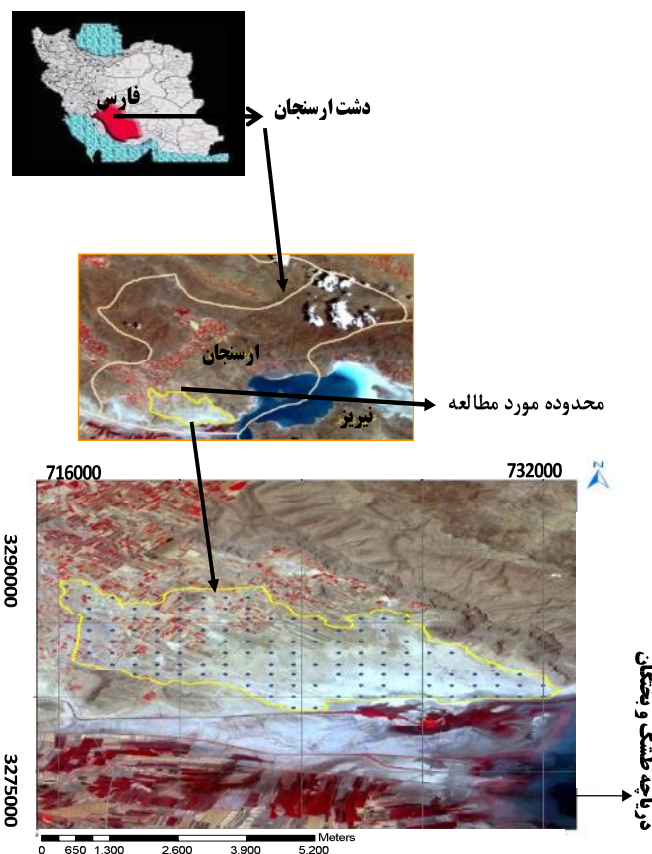 فارس
دشت ارسنجان
ارسنجان
نیریز
محدوده مورد مطالعه
716000
732000
N
3290000
3275000
دریاچه طشک و بختگان
Meters
0 650 1.300 2.600 3.900 5.200